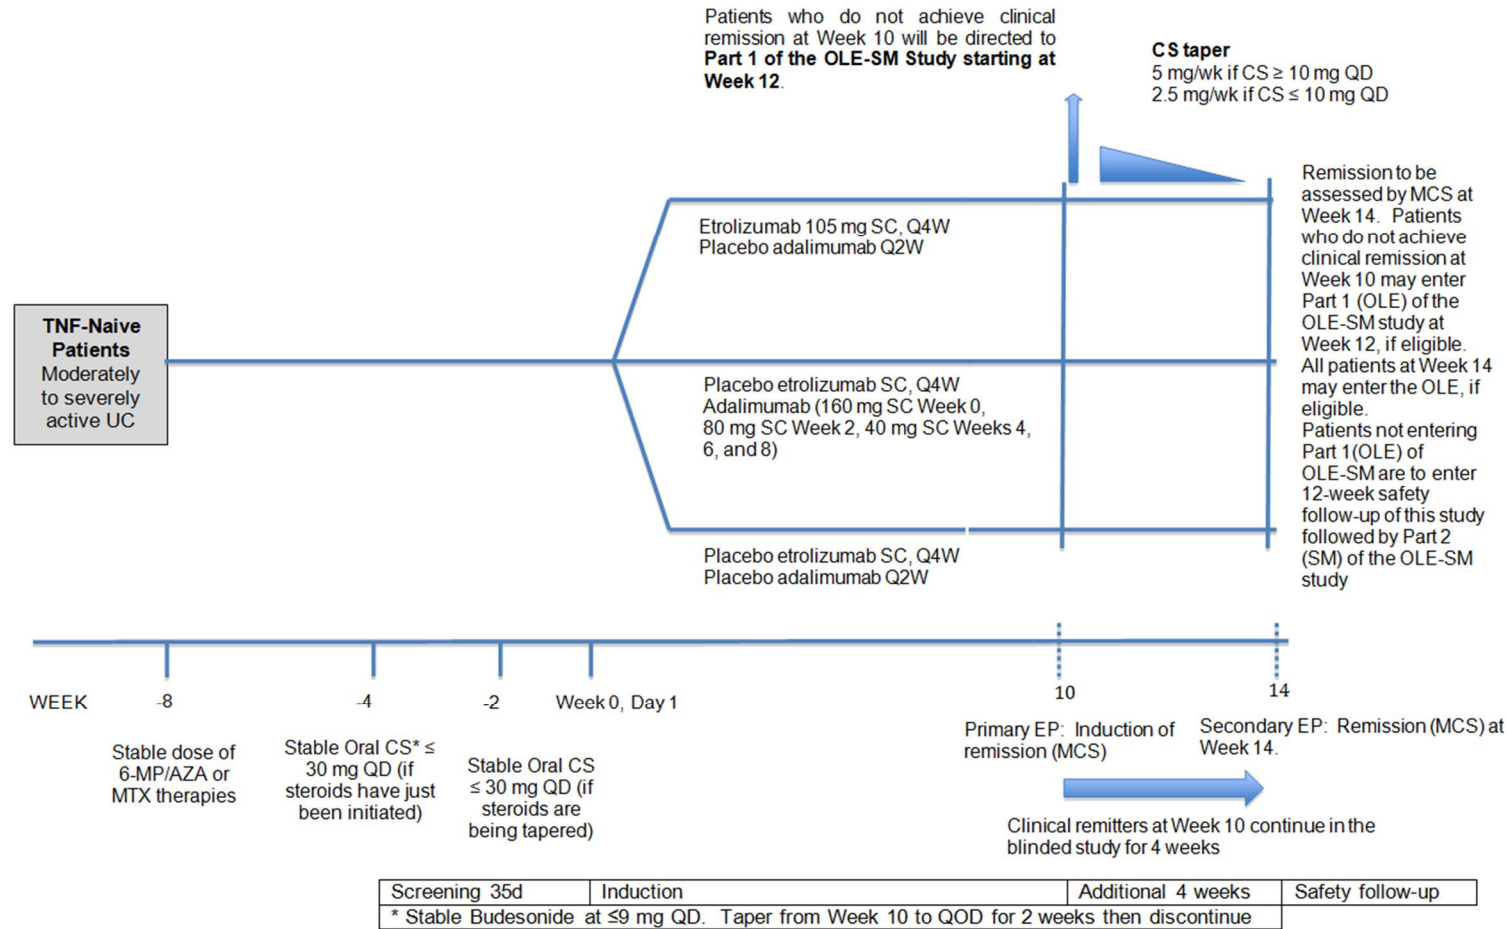 Patients who do not achieve clinical
remission at Week 10 will be directed to
Part 1 of the OLE-SM Study starting at
Week 12.
CS taper
5 mg/wk if CS ≥ 10 mg QD
2.5 mg/wk if CS ≤ 10 mg QD
TNF-Naive
Patients
Moderately
to severely
active UC
Etrolizumab 105 mg SC, Q4W
Placebo adalimumab Q2W
Placebo etrolizumab SC, Q4W
Adalimumab (160 mg SC Week 0,
80 mg SC Week 2, 40 mg SC Weeks 4,
6, and 8)
Placebo etrolizumab SC, Q4W
Placebo adalimumab Q2W
Remission to be
assessed by MCS at
Week 14. Patients
who do not achieve
clinical remission at
Week 10 may enter
Part 1 (OLE) of the
OLE-SM study at
Week 12, if eligible.
All patients at Week 14
may enter the OLE, if
eligible.
Patients not entering
Part 1(OLE) of
OLE-SM are to enter
12-week safety
follow-up of this study
followed by Part 2
(SM) of the OLE-SM
study
WEEK
-8
-4
-2
Week 0, Day 1
10
14
Stable dose of
6-MP/AZA or
MTX therapies
Stable Oral CS* ≤
30 mg QD (if
steroids have just
been initiated)
Stable Oral CS
≤ 30 mg QD (if
steroids are
being tapered)
Primary EP: Induction of
remission (MCS)
Secondary EP: Remission (MCS) at
Week 14.
Clinical remitters at Week 10 continue in the
blinded study for 4 weeks
Screening 35d Induction Additional 4 weeks Safety follow-up
* Stable Budesonide at ≤9 mg QD. Taper from Week 10 to QOD for 2 weeks then discontinue